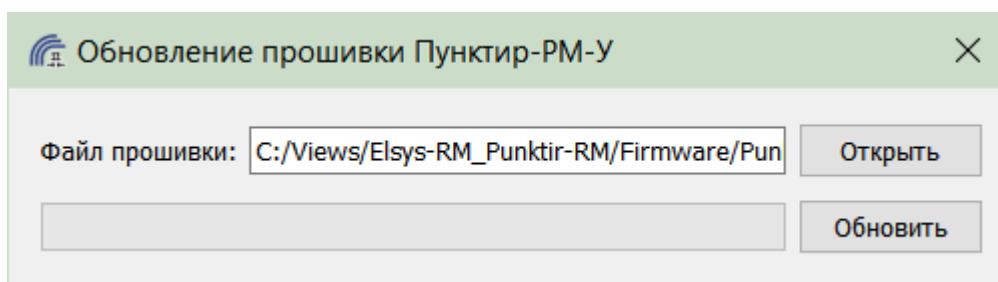 Обновление прошивки Пунктир-РМ-У
Файл прошивки: C:/Views/Elsys-RM_Punktir-RM/Firmware/Pun Открыть
Обновить